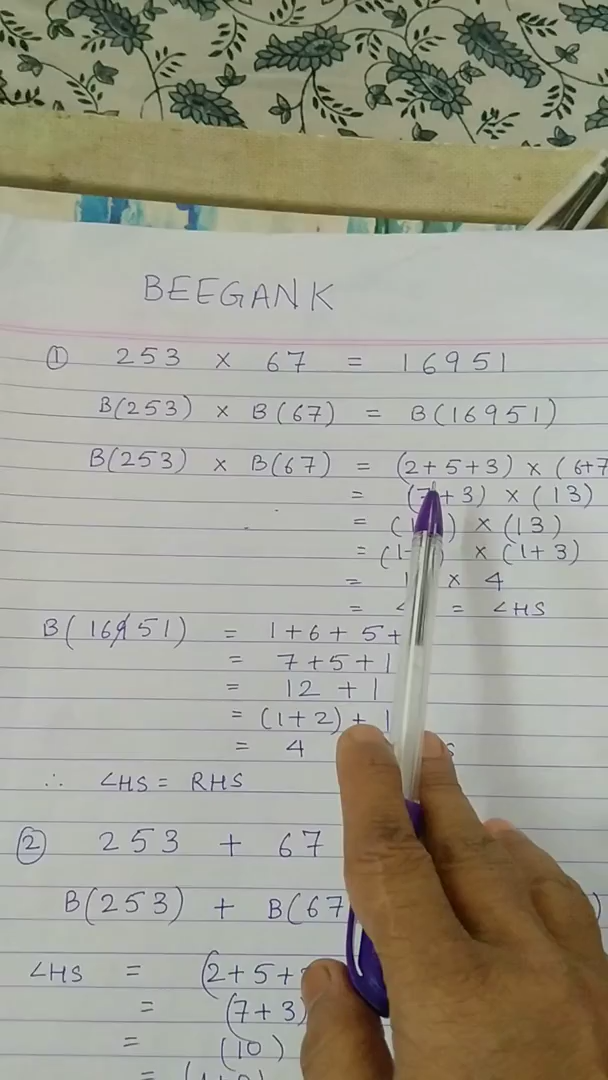 BEEGANK
① 253 × 67 = 16951
B(253) × B(67) = B(16951)
B(253) × B(67) = (2+5+3) × (6+7
= (7+3) × (13)
= ( ) × (13)
= (1+ ) × (1+3)
= 1 × 4
= = LHS
B(16951) = 1+6+5+
= 7+5+1
= 12 + 1
= (1+2) + 1
= 4
∴ LHS = RHS
② 253 + 67
B(253) + B(67 )
LHS = (2+5+
= (7+3)
= (10)
=